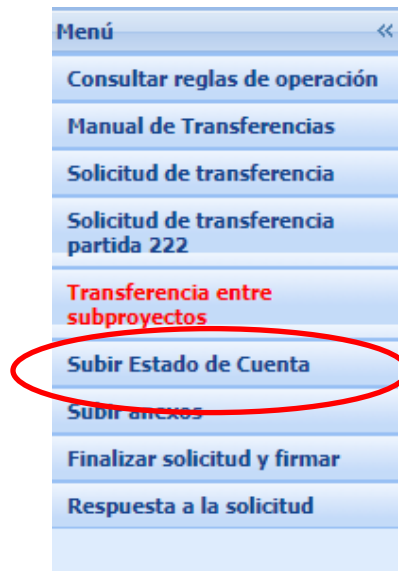 Menú «
Consultar reglas de operación
Manual de Transferencias
Solicitud de transferencia
Solicitud de transferencia
partida 222
Transferencia entre
subproyectos
Subir Estado de Cuenta
Subir anexos
Finalizar solicitud y firmar
Respuesta a la solicitud